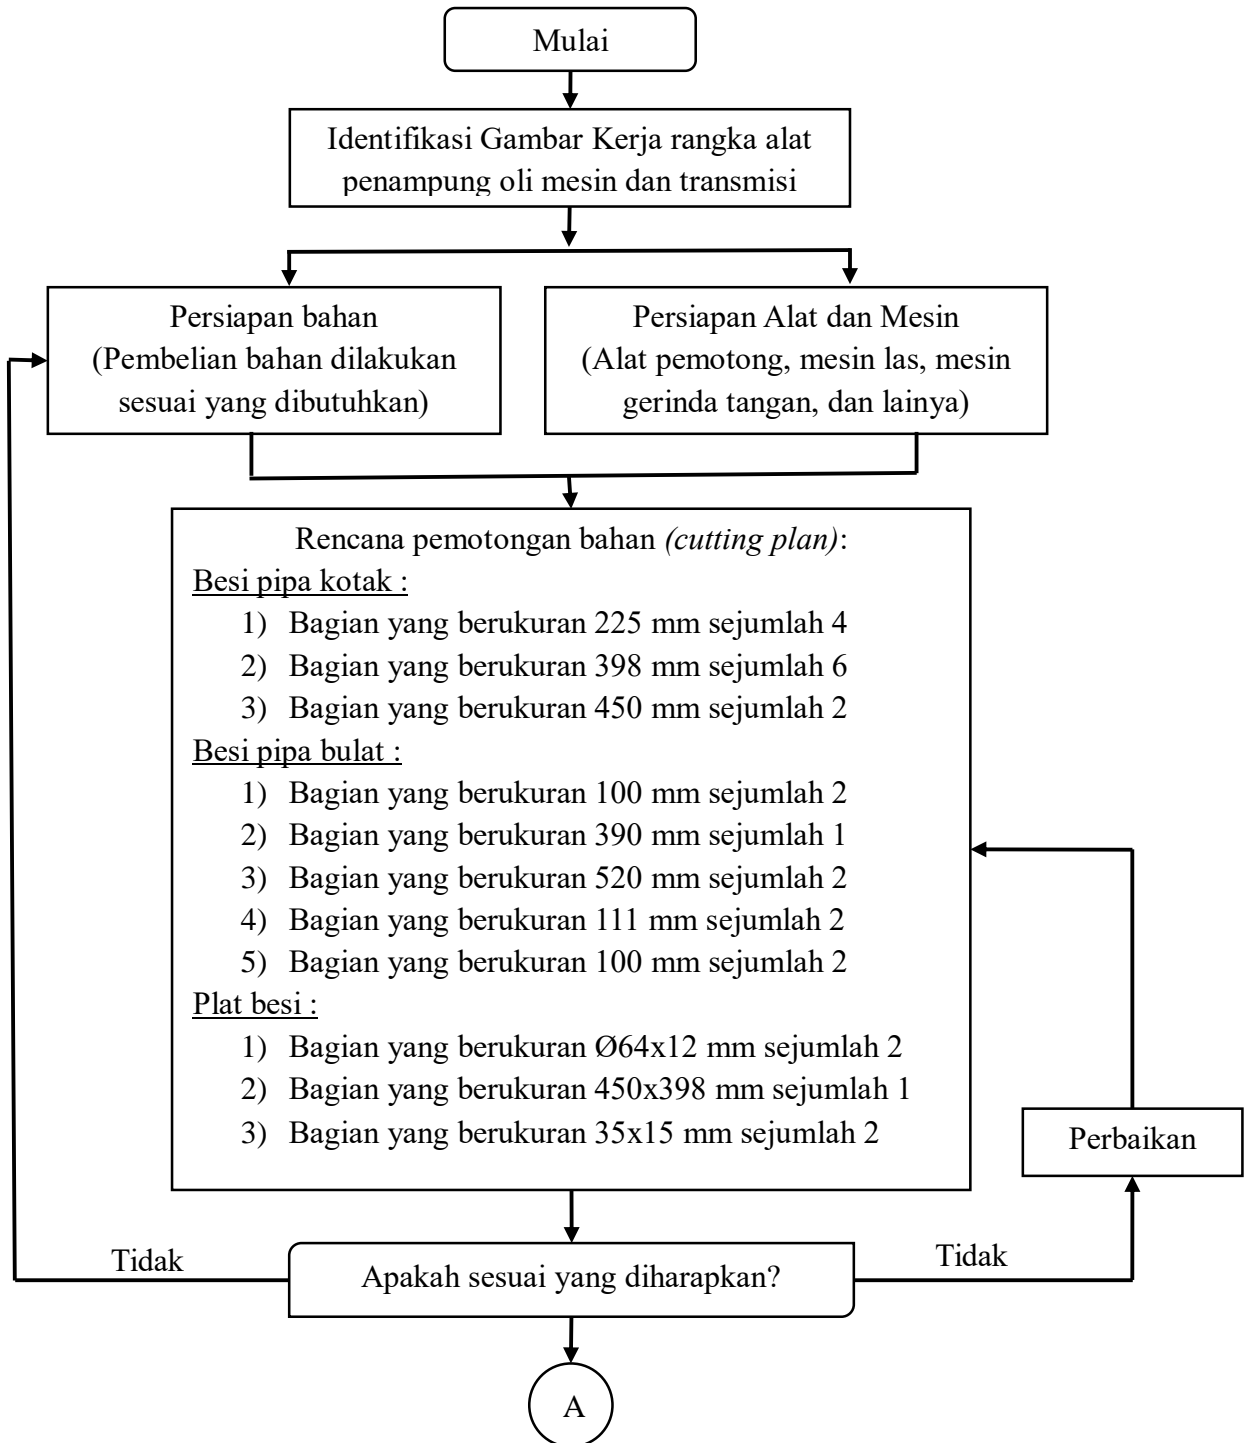 Mulai
Identifikasi Gambar Kerja rangka alat
penampung oli mesin dan transmisi
Persiapan bahan
(Pembelian bahan dilakukan
sesuai yang dibutuhkan)
Persiapan Alat dan Mesin
(Alat pemotong, mesin las, mesin
gerinda tangan, dan lainya)
Rencana pemotongan bahan (cutting plan):
Besi pipa kotak :
1) Bagian yang berukuran 225 mm sejumlah 4
2) Bagian yang berukuran 398 mm sejumlah 6
3) Bagian yang berukuran 450 mm sejumlah 2
Besi pipa bulat :
1) Bagian yang berukuran 100 mm sejumlah 2
2) Bagian yang berukuran 390 mm sejumlah 1
3) Bagian yang berukuran 520 mm sejumlah 2
4) Bagian yang berukuran 111 mm sejumlah 2
5) Bagian yang berukuran 100 mm sejumlah 2
Plat besi :
1) Bagian yang berukuran Ø64x12 mm sejumlah 2
2) Bagian yang berukuran 450x398 mm sejumlah 1
3) Bagian yang berukuran 35x15 mm sejumlah 2
Perbaikan
Tidak
Apakah sesuai yang diharapkan?
Tidak
A